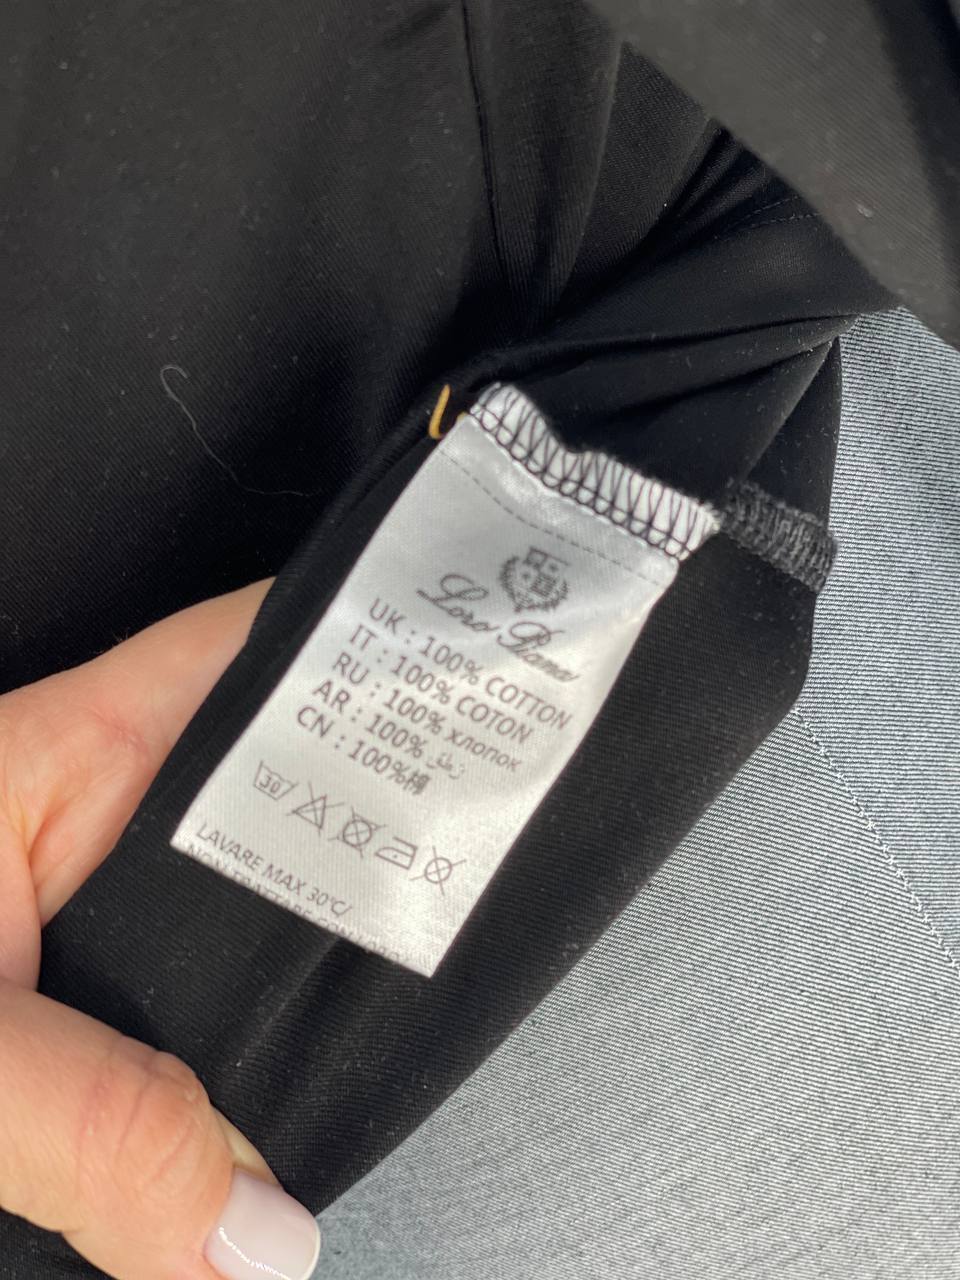 Loro Piana
UK : 100% COTTON
IT : 100% COTON
RU : 100% хлопок
AR : 100% قطن
CN : 100%棉
30
LAVARE MAX 30°C/